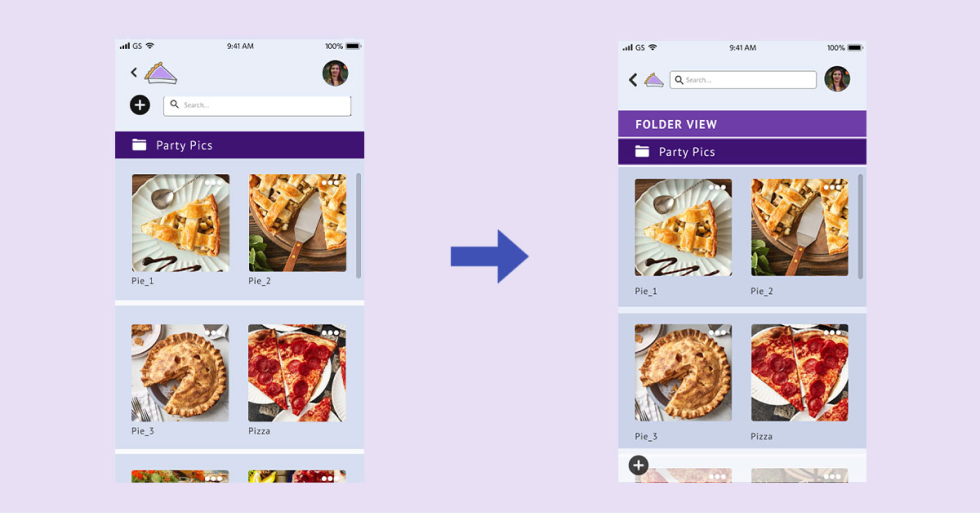 GS 9:41 AM 100%
Search...
Party Pics
Pie_1 Pie_2
Pie_3 Pizza
GS 9:41 AM 100%
Search...
FOLDER VIEW
Party Pics
Pie_1 Pie_2
Pie_3 Pizza